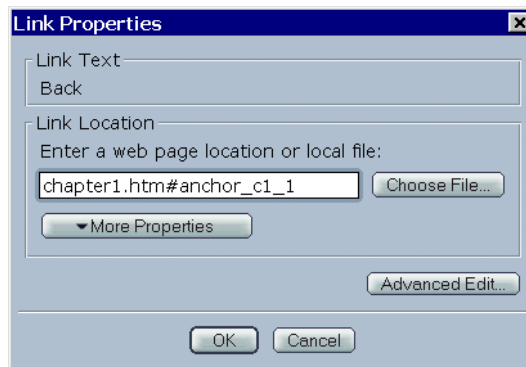 Link Properties
Link Text
Back
Link Location
Enter a web page location or local file:
chapter1.htm#anchor_c1_1 Choose File...
More Properties
Advanced Edit...
OK Cancel